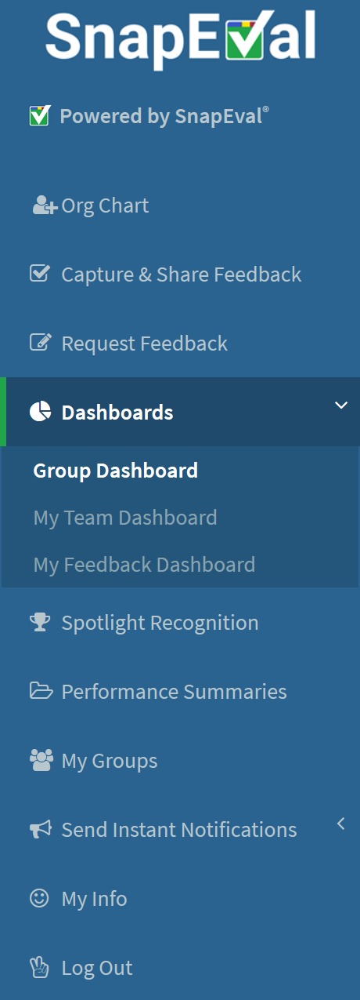 SnapEval
Powered by SnapEval®
Org Chart
Capture & Share Feedback
Request Feedback
Dashboards
Group Dashboard
My Team Dashboard
My Feedback Dashboard
Spotlight Recognition
Performance Summaries
My Groups
Send Instant Notifications
My Info
Log Out